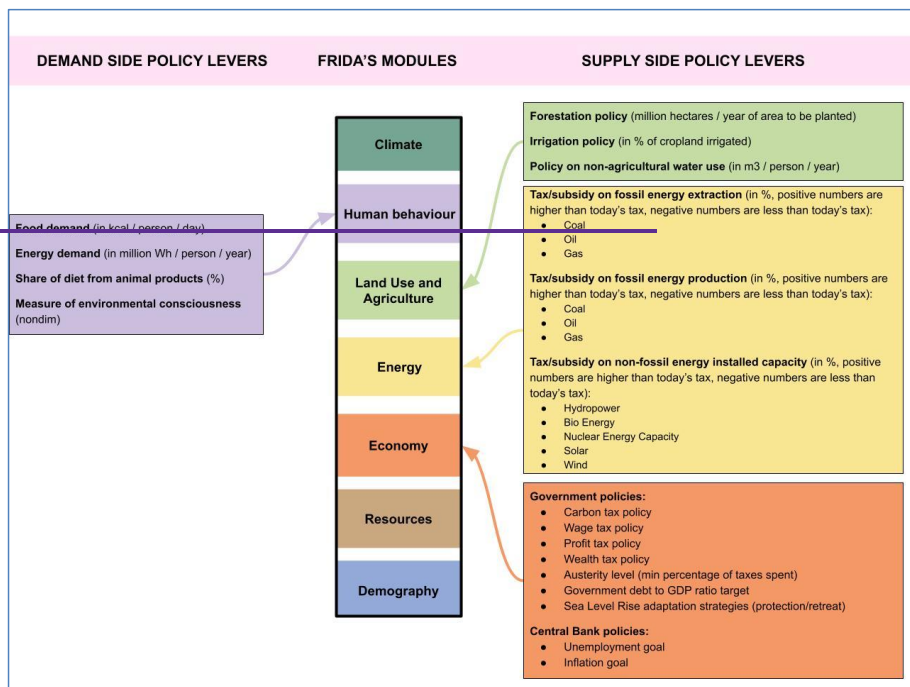 DEMAND SIDE POLICY LEVERS
FRIDA'S MODULES
SUPPLY SIDE POLICY LEVERS
Food demand (in kcal / person / day)
Energy demand (in million Wh / person / year)
Share of diet from animal products (%)
Measure of environmental consciousness
(nondim)
Climate
Human behaviour
Land Use and
Agriculture
Energy
Economy
Resources
Demography
Forestation policy (million hectares / year of area to be planted)
Irrigation policy (in % of cropland irrigated)
Policy on non-agricultural water use (in m3 / person / year)
Tax/subsidy on fossil energy extraction (in %, positive numbers are
higher than today's tax, negative numbers are less than today's tax):
● Coal
● Oil
● Gas
Tax/subsidy on fossil energy production (in %, positive numbers are
higher than today's tax, negative numbers are less than today's tax):
● Coal
● Oil
● Gas
Tax/subsidy on non-fossil energy installed capacity (in %, positive
numbers are higher than today's tax, negative numbers are less than
today's tax):
● Hydropower
● Bio Energy
● Nuclear Energy Capacity
● Solar
● Wind
Government policies:
● Carbon tax policy
● Wage tax policy
● Profit tax policy
● Wealth tax policy
● Austerity level (min percentage of taxes spent)
● Government debt to GDP ratio target
● Sea Level Rise adaptation strategies (protection/retreat)
Central Bank policies:
● Unemployment goal
● Inflation goal